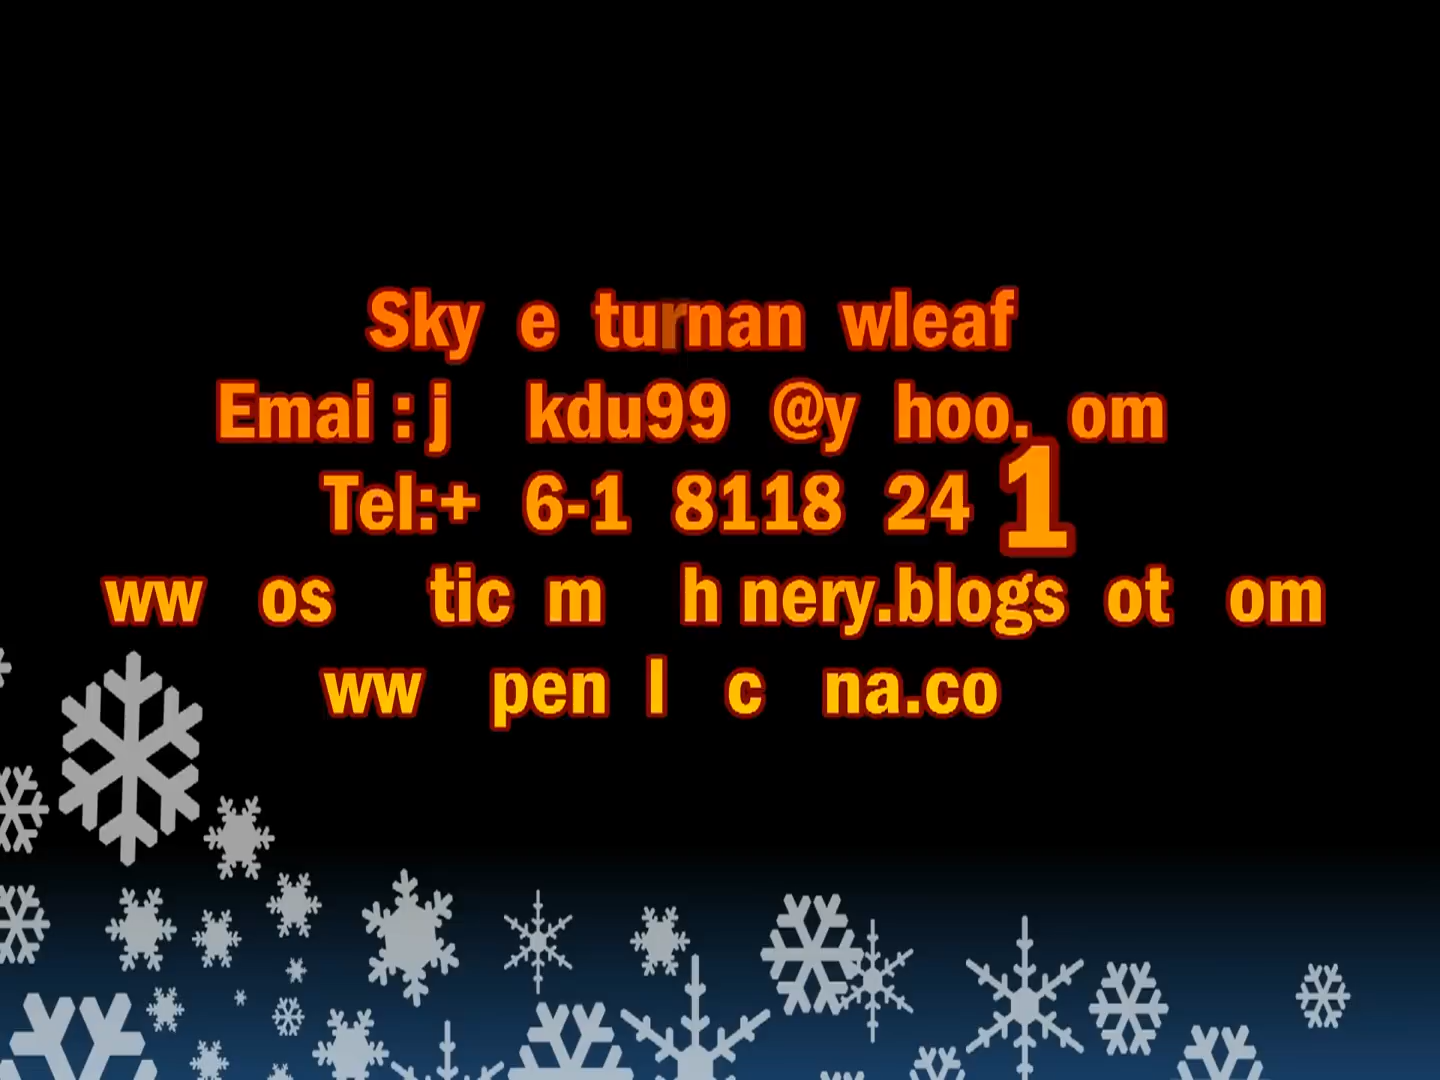 Sky e turnan wleaf
Emai : j kdu99 @y hoo. om
Tel:+ 6-1 8118 24 1
ww os tic m h nery.blogs ot om
ww pen l c na.co